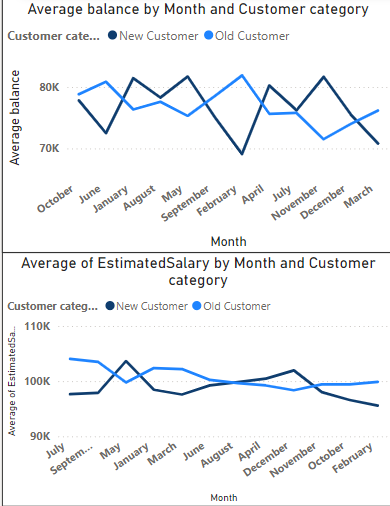 Average balance by Month and Customer category
Customer cate... New Customer Old Customer
Average balance
80K
70K
October June January August May September February April July November December March
Month
Average of EstimatedSalary by Month and Customer
category
Customer categ... New Customer Old Customer
Average of EstimatedSa...
110K
100K
90K
July Septem... May January March June August April December November October February
Month